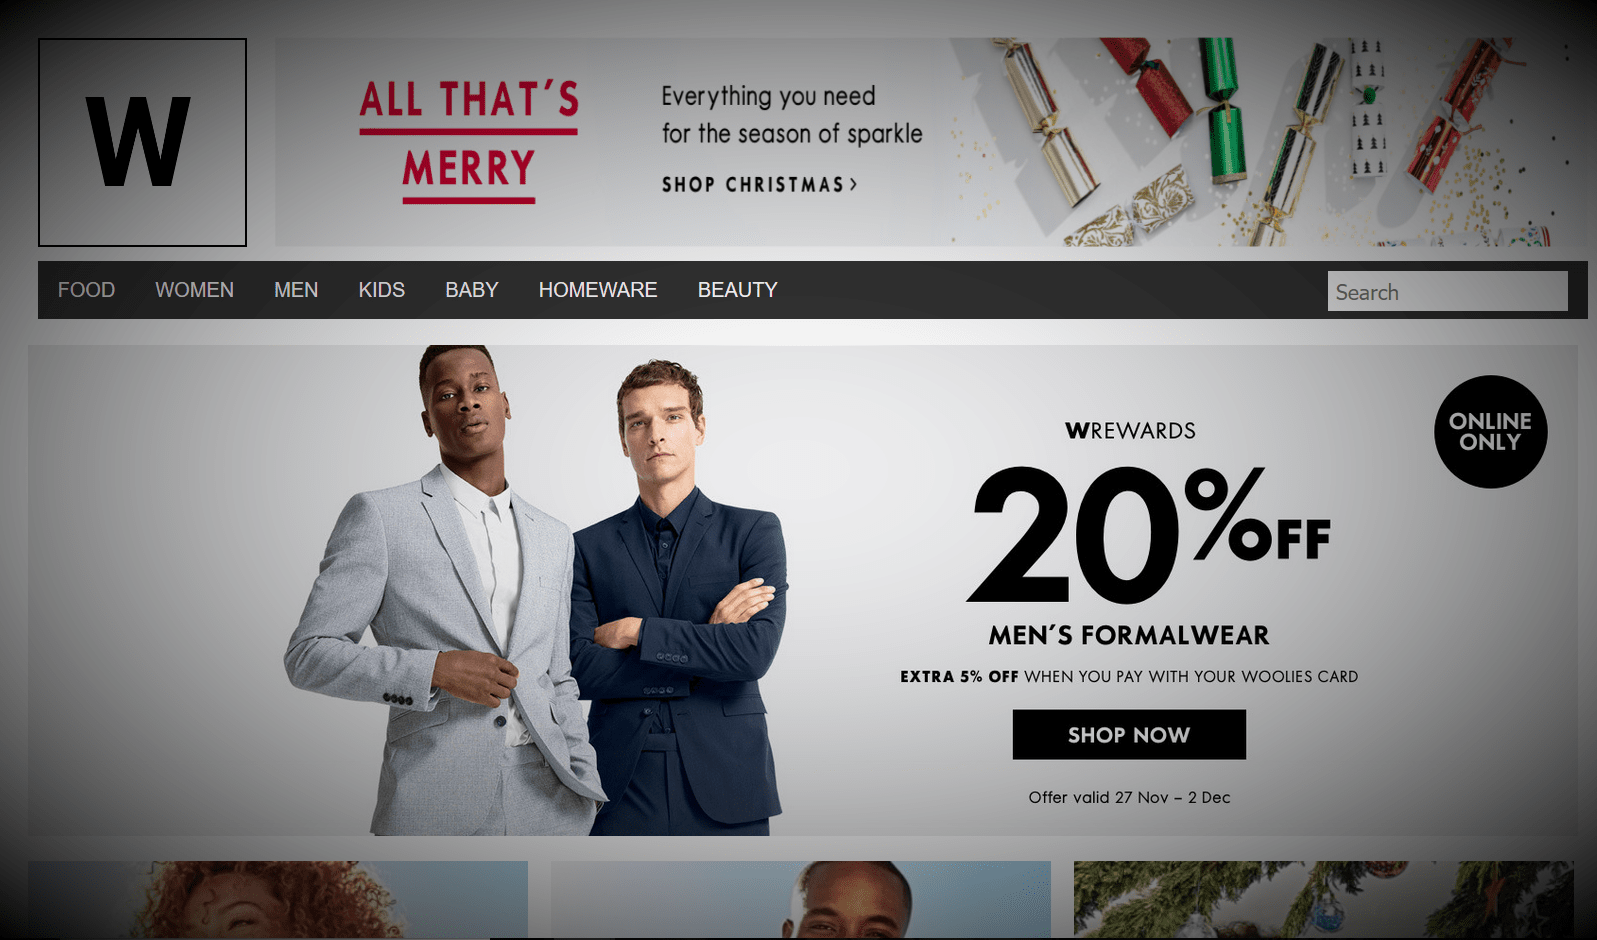 W
ALL THAT'S
MERRY
Everything you need
for the season of sparkle
SHOP CHRISTMAS >
FOOD WOMEN MEN KIDS BABY HOMEWARE BEAUTY Search
ONLINE
ONLY
WREWARDS
20% OFF
MEN'S FORMALWEAR
EXTRA 5% OFF WHEN YOU PAY WITH YOUR WOOLIES CARD
SHOP NOW
Offer valid 27 Nov – 2 Dec